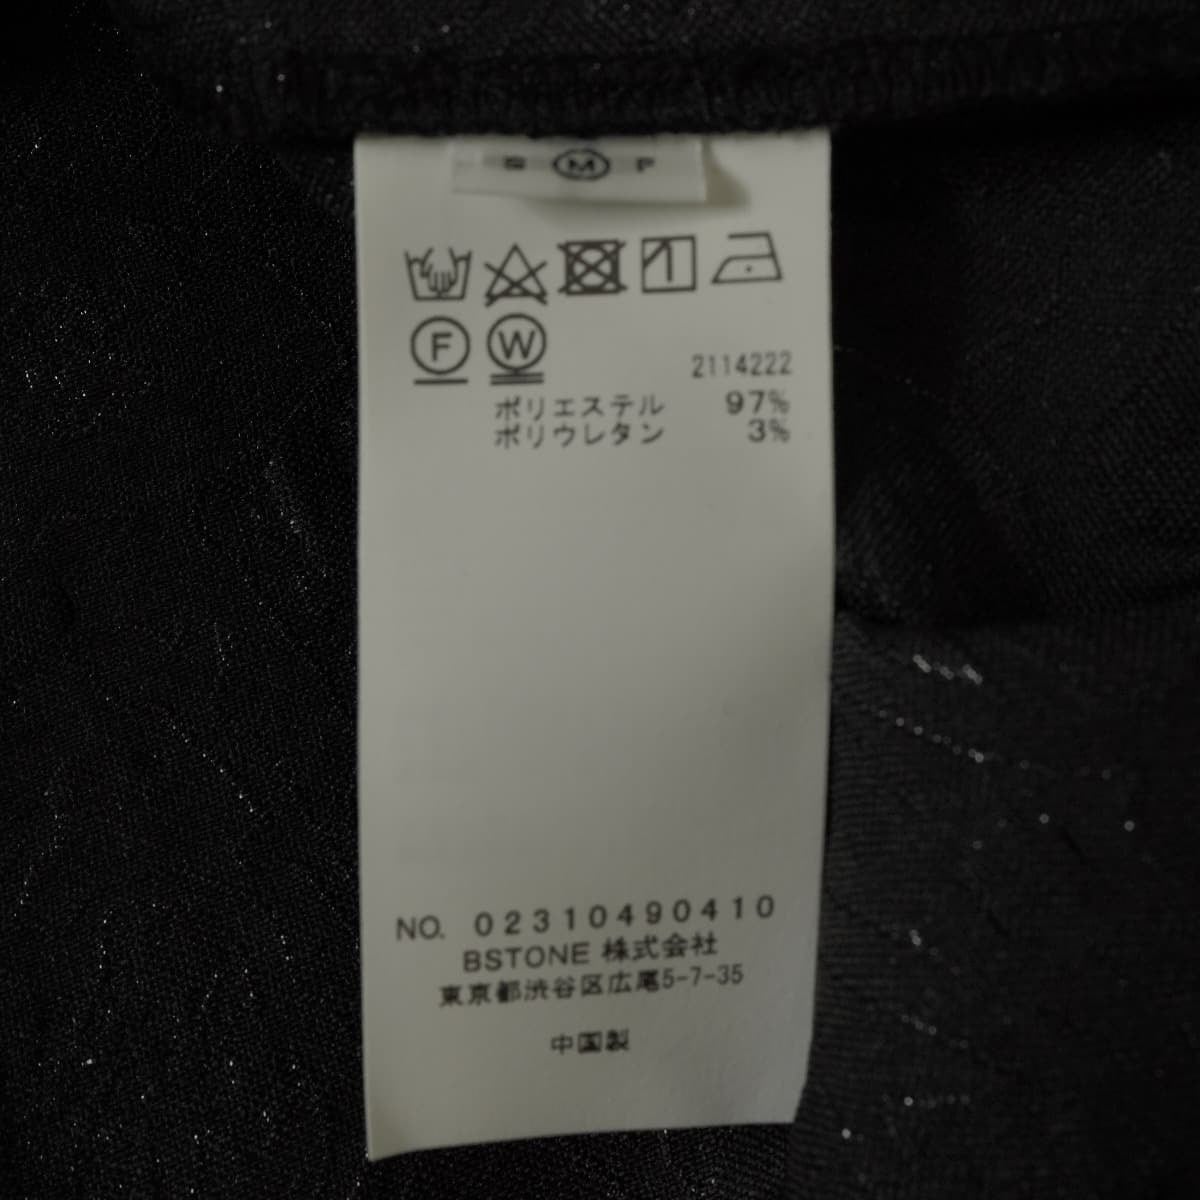 S M P
F W
2114222
ポリエステル 97%
ポリウレタン 3%
NO. 02310490410
BSTONE 株式会社
東京都渋谷区広尾5-7-35
中国製